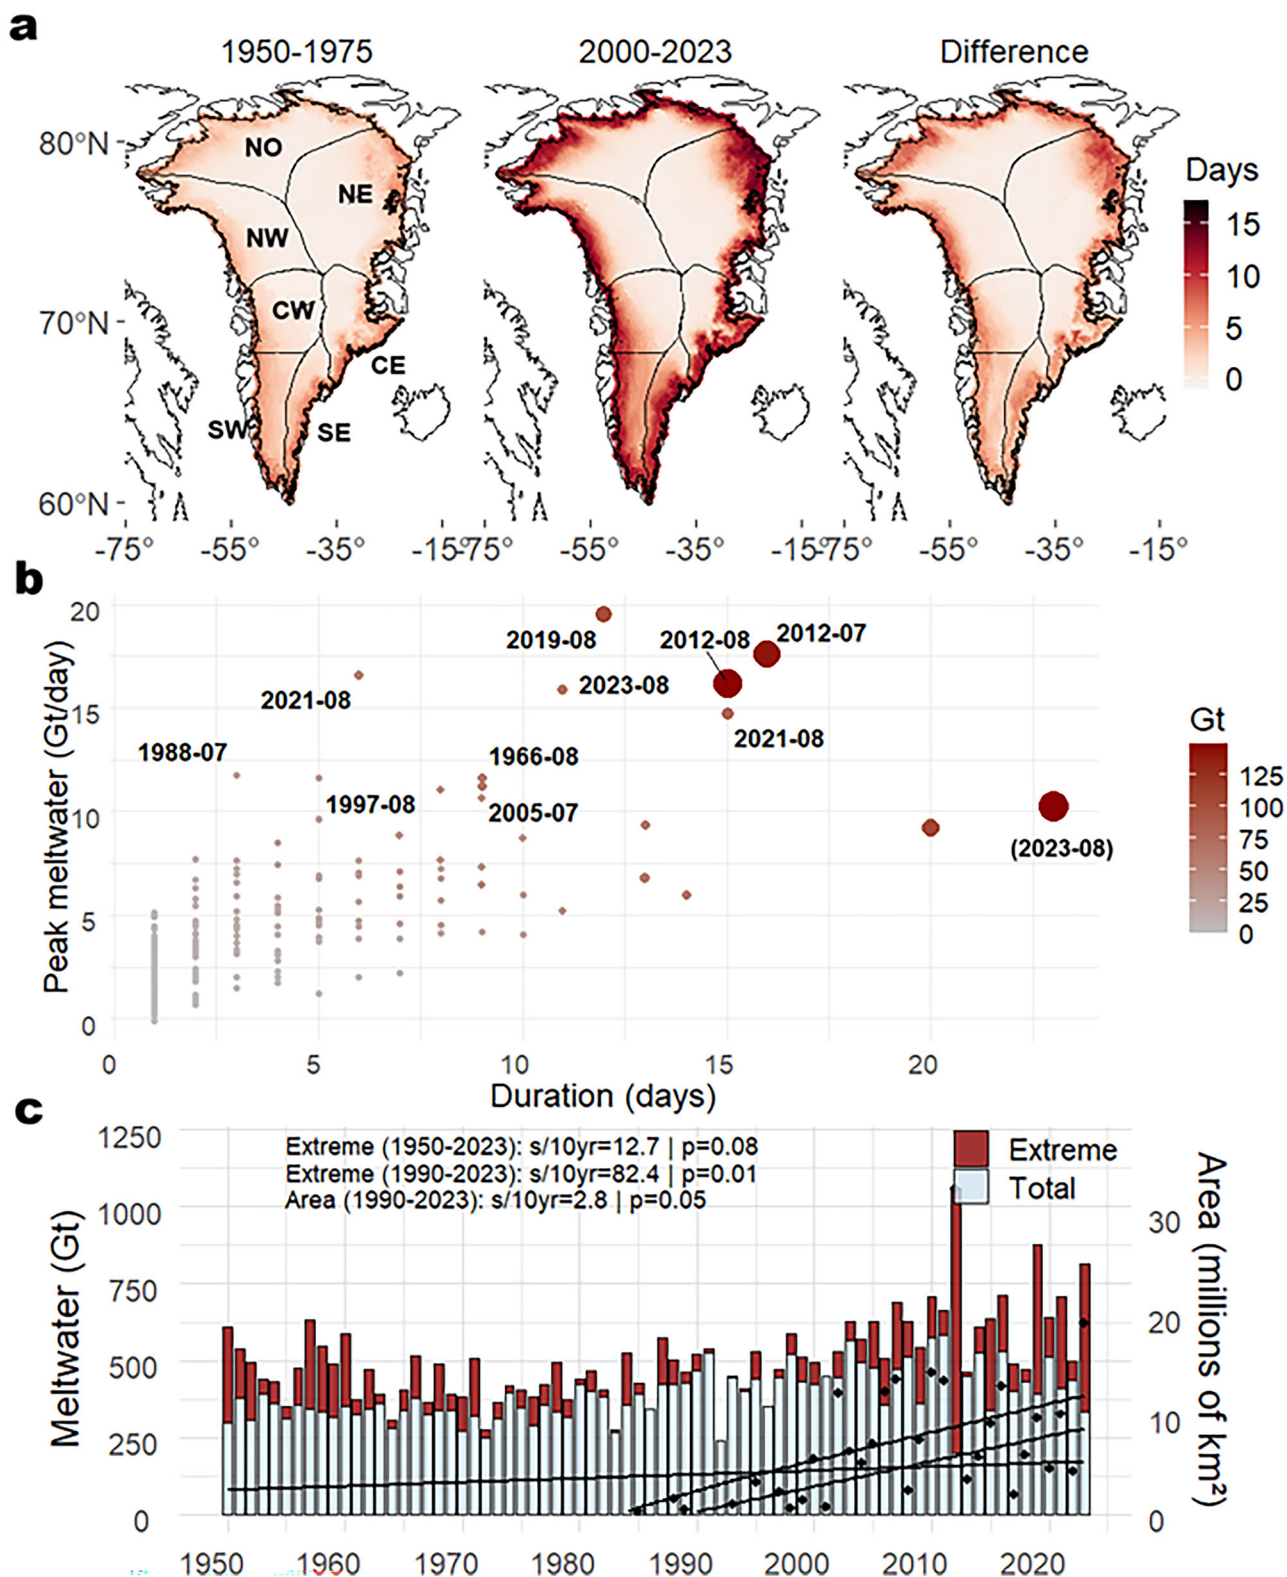 a
1950-1975
2000-2023
Difference
80°N
70°N
60°N
NO
NE
NW
CW
CE
SW
SE
Days
15
10
5
0
-75° -55° -35° -15° -75° -55° -35° -15° -75° -55° -35° -15°
b
Peak meltwater (Gt/day)
20
15
10
5
0
2019-08
2012-08
2012-07
2021-08
2023-08
2021-08
1988-07
1966-08
1997-08
2005-07
(2023-08)
Gt
125
100
75
50
25
0
0 5 10 15 20
Duration (days)
c
Meltwater (Gt)
1250
1000
750
500
250
0
Extreme (1950-2023): s/10yr=12.7 | p=0.08
Extreme (1990-2023): s/10yr=82.4 | p=0.01
Area (1990-2023): s/10yr=2.8 | p=0.05
Extreme
Total
Area (millions of km²)
30
20
10
0
1950 1960 1970 1980 1990 2000 2010 2020